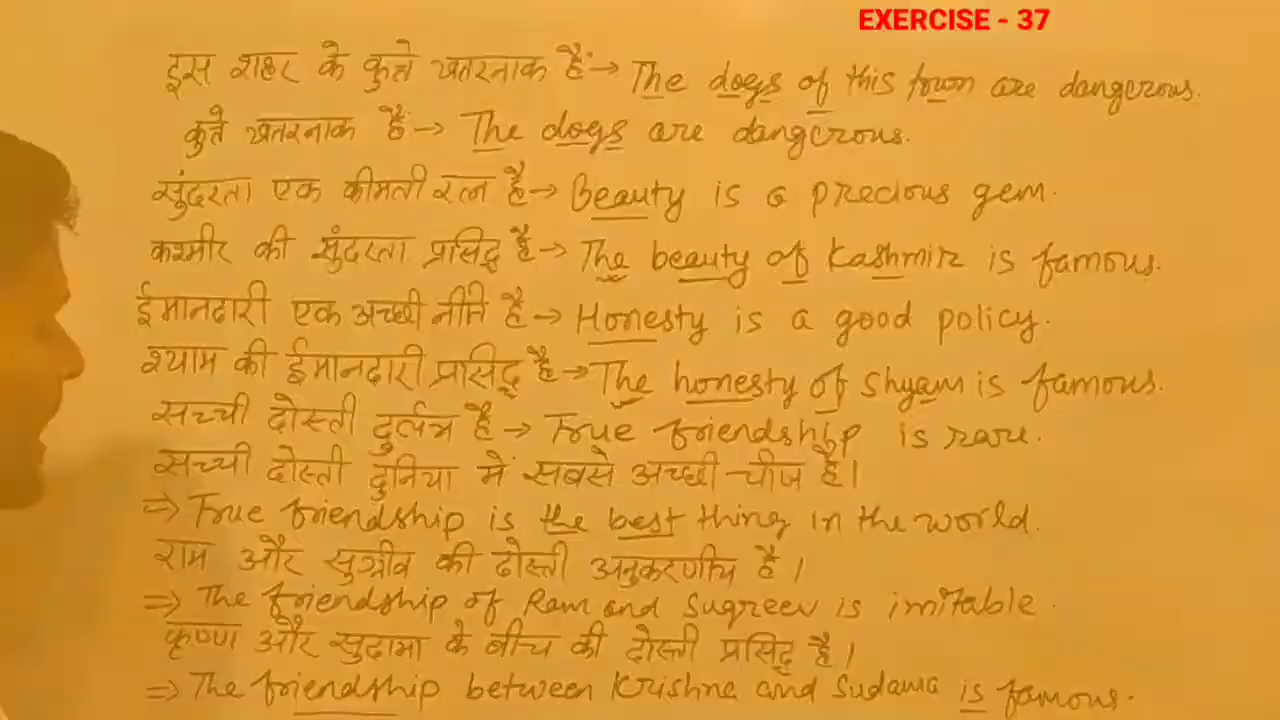 EXERCISE - 37
इस शहर के कुत्ते खतरनाक हैं→ The dogs of this town are dangerous.
कुत्ते खतरनाक हैं→ The dogs are dangerous.
सुंदरता एक कीमती रत्न है→ Beauty is a precious gem.
कश्मीर की सुंदरता प्रसिद्ध है→ The beauty of Kashmir is famous.
ईमानदारी एक अच्छी नीति है→ Honesty is a good policy.
श्याम की ईमानदारी प्रसिद्ध है→ The honesty of Shyam is famous.
सच्ची दोस्ती दुर्लभ है → True friendship is rare.
सच्ची दोस्ती दुनिया में सबसे अच्छी चीज है।
⇒ True friendship is the best thing in the world.
राम और सुग्रीव की दोस्ती अनुकरणीय है।
⇒ The friendship of Ram and Sugreev is imitable.
कृष्ण और सुदामा के बीच की दोस्ती प्रसिद्ध है।
⇒ The friendship between Krishna and Sudama is famous.